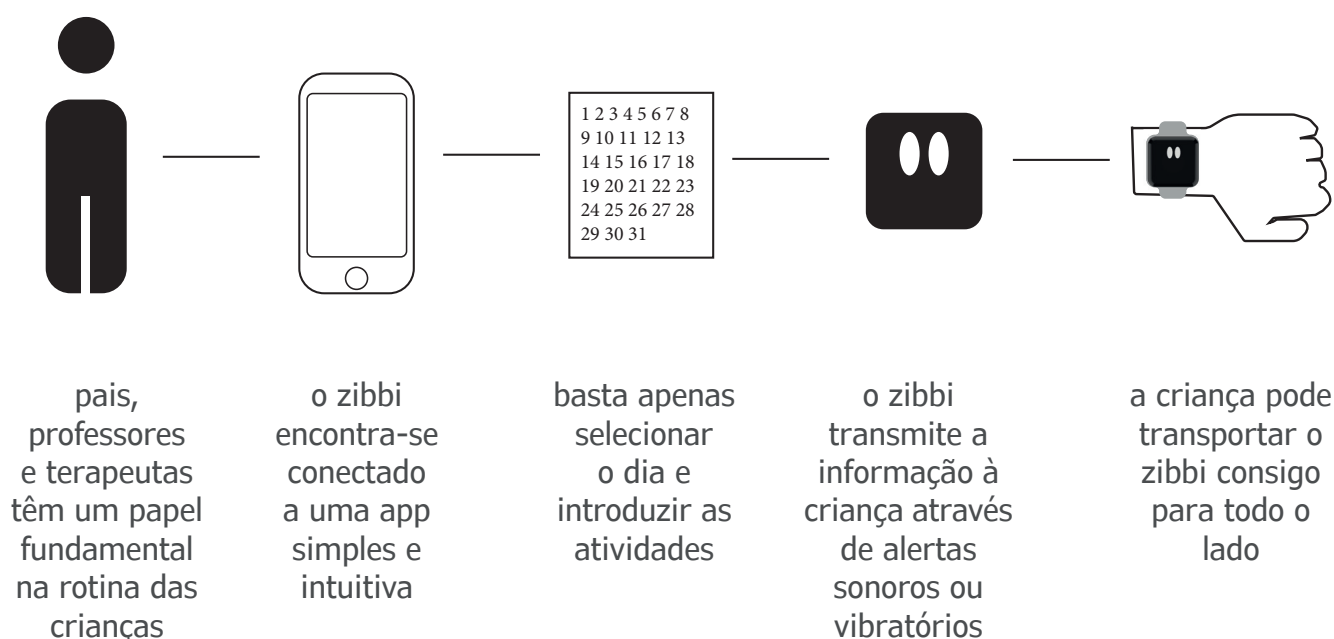 1 2 3 4 5 6 7 8
9 10 11 12 13
14 15 16 17 18
19 20 21 22 23
24 25 26 27 28
29 30 31
pais,
professores
e terapeutas
têm um papel
fundamental
na rotina das
crianças
o zibbi
encontra-se
conectado
a uma app
simples e
intuitiva
basta apenas
selecionar
o dia e
introduzir as
atividades
o zibbi
transmite a
informação à
criança através
de alertas
sonoros ou
vibratórios
a criança pode
transportar o
zibbi consigo
para todo o
lado